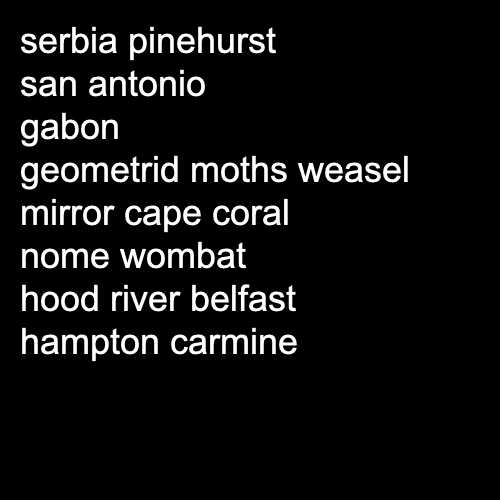 serbia pinehurst
san antonio
gabon
geometrid moths weasel
mirror cape coral
nome wombat
hood river belfast
hampton carmine